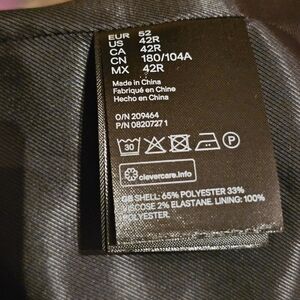 EUR 52
US 42R
CA 42R
CN 180/104A
MX 42R
Made in China
Fabriqué en Chine
Hecho en China
O/N 209464
P/N 08207271
30
P
clevercare.info
GB SHELL: 65% POLYESTER 33%
VISCOSE 2% ELASTANE. LINING: 100%
POLYESTER.